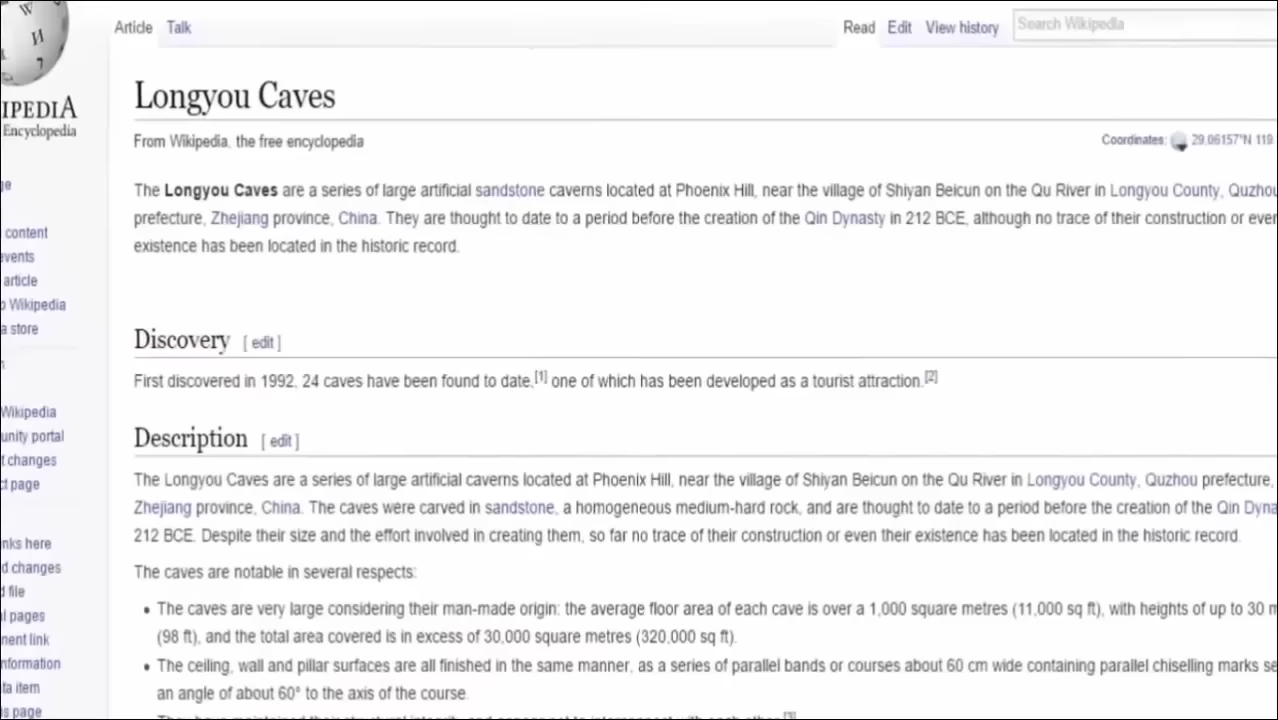 Article Talk Read Edit View history Search Wikipedia
IPEDIA
Encyclopedia
Longyou Caves
From Wikipedia, the free encyclopedia Coordinates: 29.06157°N 119
The Longyou Caves are a series of large artificial sandstone caverns located at Phoenix Hill, near the village of Shiyan Beicun on the Qu River in Longyou County, Quzhou
prefecture, Zhejiang province, China. They are thought to date to a period before the creation of the Qin Dynasty in 212 BCE, although no trace of their construction or ever
existence has been located in the historic record.
content
events
article
o Wikipedia
a store
Discovery [ edit ]
First discovered in 1992, 24 caves have been found to date,[1] one of which has been developed as a tourist attraction.[2]
Wikipedia
unity portal
t changes
ct page
Description [ edit ]
The Longyou Caves are a series of large artificial caverns located at Phoenix Hill, near the village of Shiyan Beicun on the Qu River in Longyou County, Quzhou prefecture,
Zhejiang province, China. The caves were carved in sandstone, a homogeneous medium-hard rock, and are thought to date to a period before the creation of the Qin Dyna
212 BCE. Despite their size and the effort involved in creating them, so far no trace of their construction or even their existence has been located in the historic record.
The caves are notable in several respects:
• The caves are very large considering their man-made origin: the average floor area of each cave is over a 1,000 square metres (11,000 sq ft), with heights of up to 30 m
(98 ft), and the total area covered is in excess of 30,000 square metres (320,000 sq ft).
• The ceiling, wall and pillar surfaces are all finished in the same manner, as a series of parallel bands or courses about 60 cm wide containing parallel chiselling marks se
an angle of about 60° to the axis of the course.
nks here
d changes
d file
al pages
nent link
nformation
ta item
is page